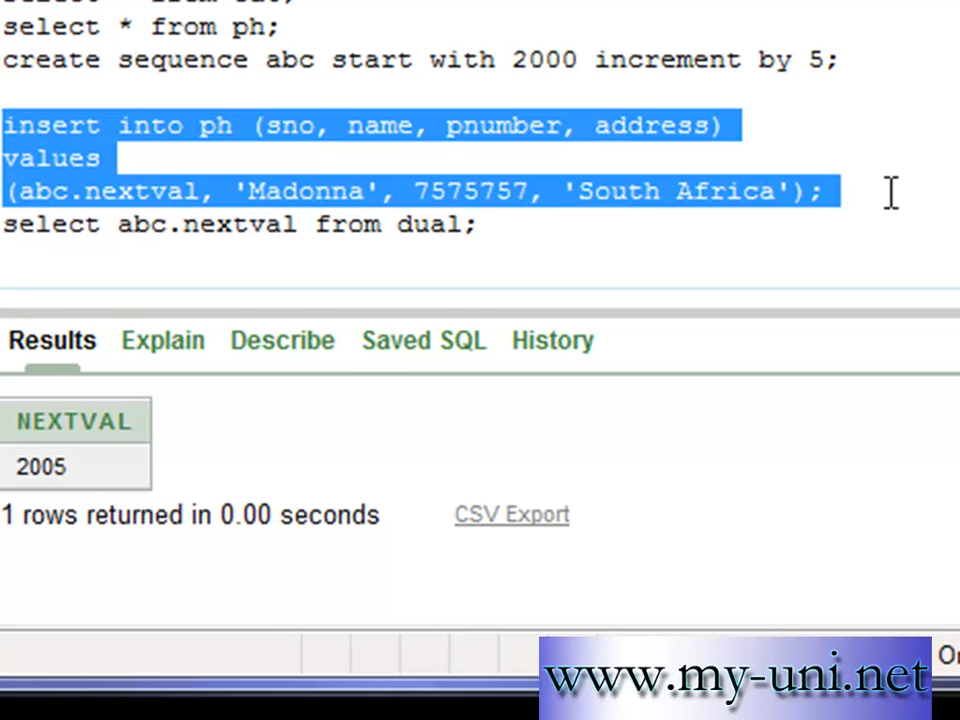 select * from ph;
create sequence abc start with 2000 increment by 5;
insert into ph (sno, name, pnumber, address)
values
(abc.nextval, 'Madonna', 7575757, 'South Africa');
select abc.nextval from dual;
Results Explain Describe Saved SQL History
NEXTVAL
2005
1 rows returned in 0.00 seconds CSV Export
www.my-uni.net